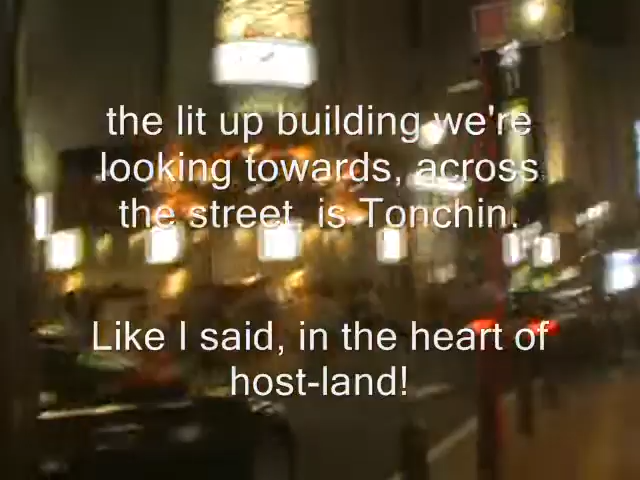 the lit up building we're
looking towards, across
the street, is Tonchin.
Like I said, in the heart of
host-land!